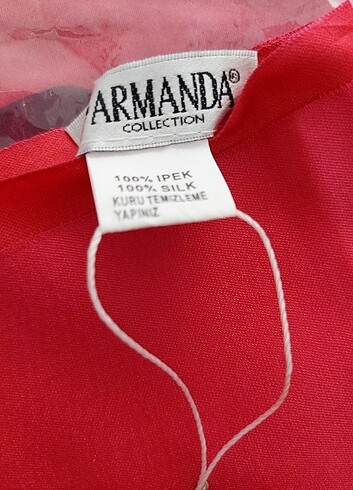 ARMANDA®
COLLECTION
100% IPEK
100% SILK
KURU TEMIZLEME
YAPINIZ